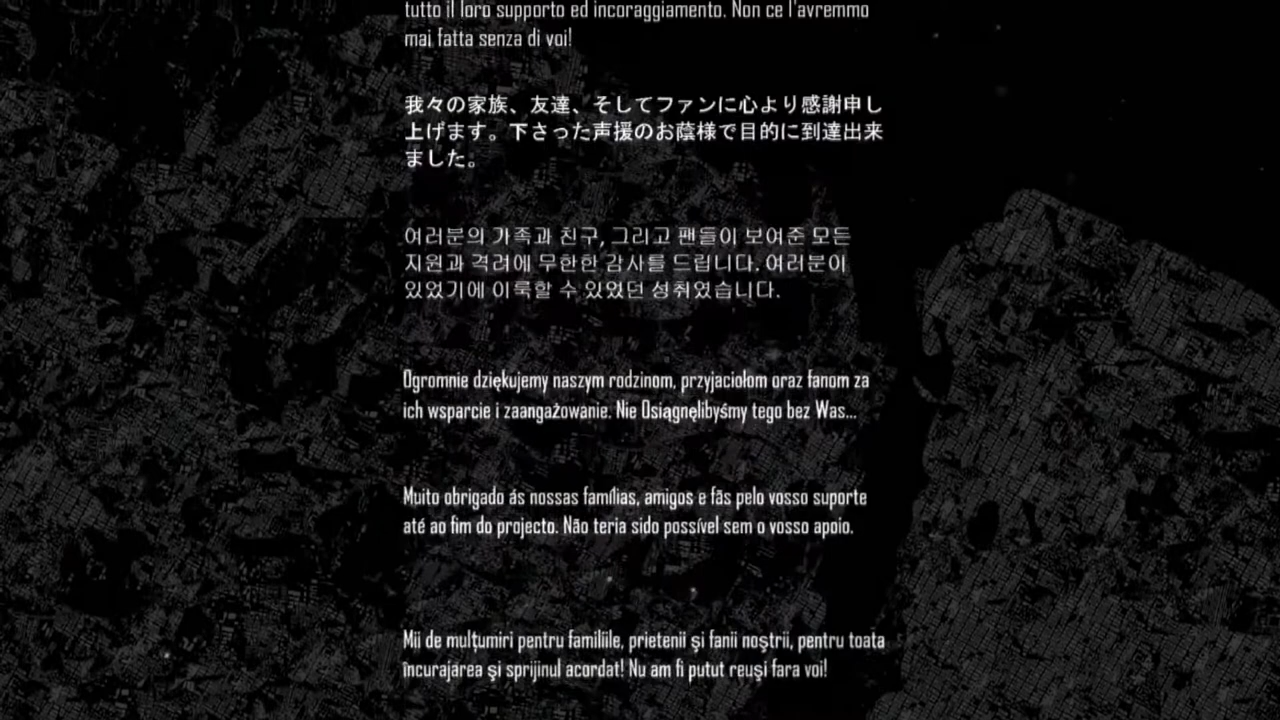 tutto il loro supporto ed incoraggiamento. Non ce l'avremmo
mai fatta senza di voi!
我々の家族、友達、そしてファンに心より感謝申し
上げます。下さった声援のお蔭様で目的に到達出来
ました。
여러분의 가족과 친구, 그리고 팬들이 보여준 모든
지원과 격려에 무한한 감사를 드립니다. 여러분이
있었기에 이룩할 수 있었던 성취였습니다.
Ogromnie dziękujemy naszym rodzinom, przyjaciołom oraz fanom za
ich wsparcie i zaangażowanie. Nie Osiągnęlibyśmy tego bez Was...
Muito obrigado ás nossas famílias, amigos e fãs pelo vosso suporte
até ao fim do projecto. Não teria sido possível sem o vosso apoio.
Mii de mulţumiri pentru familiile, prietenii şi fanii noştrii, pentru toata
încurajarea şi sprijinul acordat! Nu am fi putut reuşi fara voi!